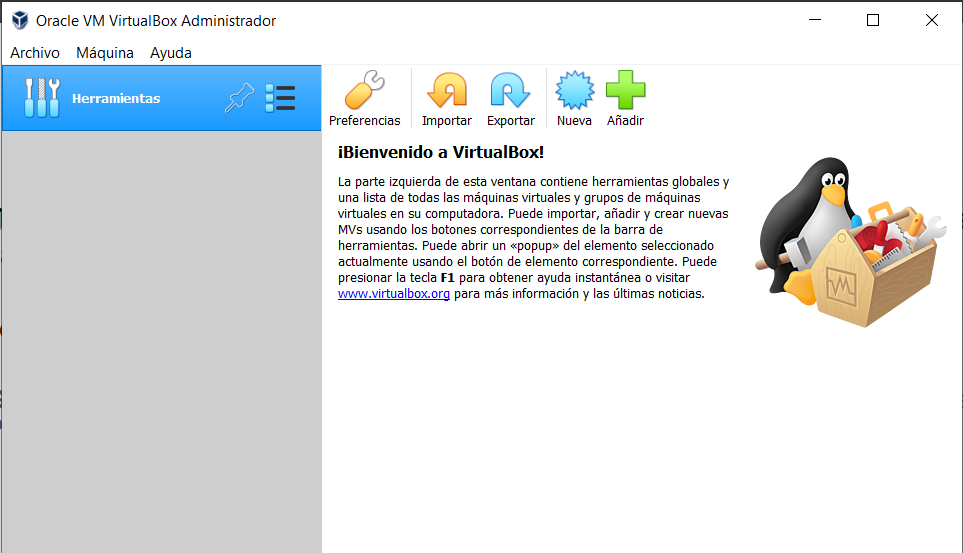 Oracle VM VirtualBox Administrador
Archivo Máquina Ayuda
Herramientas
Preferencias Importar Exportar Nueva Añadir
¡Bienvenido a VirtualBox!
La parte izquierda de esta ventana contiene herramientas globales y
una lista de todas las máquinas virtuales y grupos de máquinas
virtuales en su computadora. Puede importar, añadir y crear nuevas
MVs usando los botones correspondientes de la barra de
herramientas. Puede abrir un «popup» del elemento seleccionado
actualmente usando el botón de elemento correspondiente. Puede
presionar la tecla F1 para obtener ayuda instantánea o visitar
www.virtualbox.org para más información y las últimas noticias.